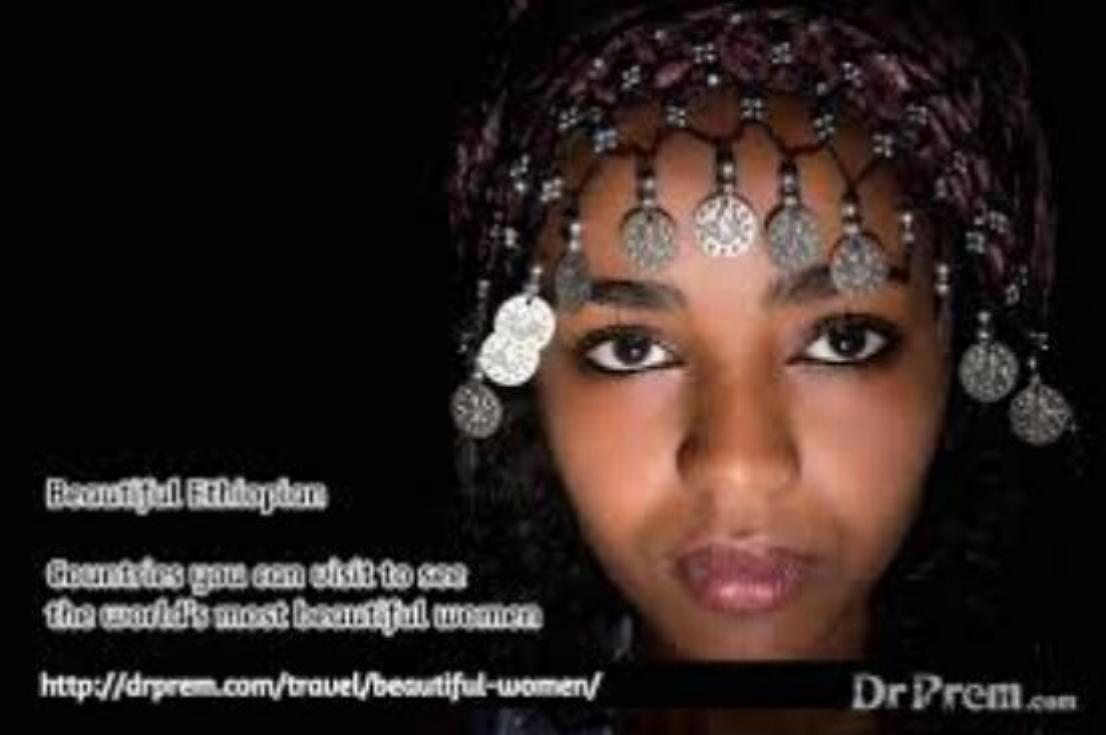 Beautiful Ethiopian
Countries you can visit to see
the world's most beautiful women
http://drprem.com/travel/beautiful-women/
DrPrem.com